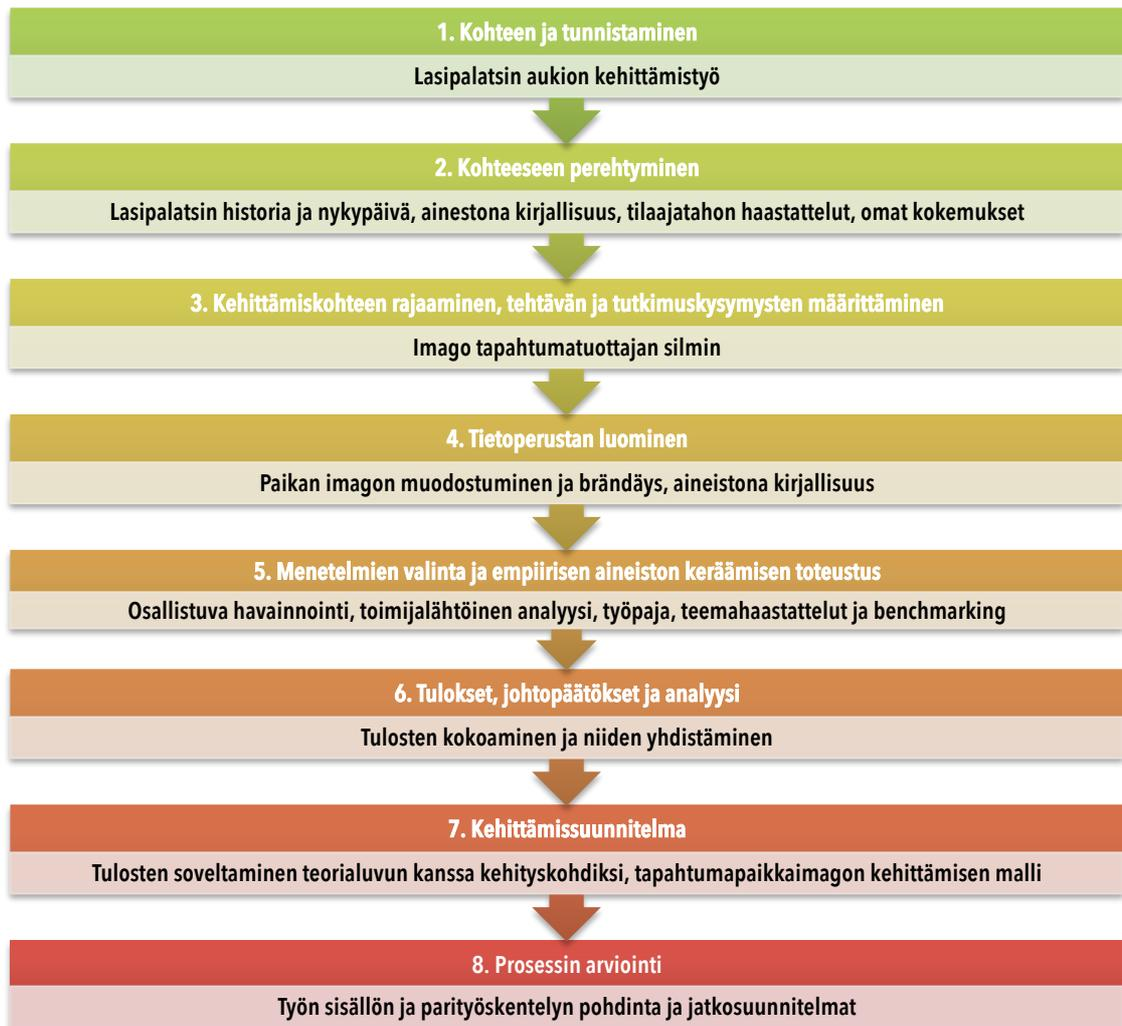 1. Kohteen ja tunnistaminen
Lasipalatsin aukion kehittämistyö
2. Kohteeseen perehtyminen
Lasipalatsin historia ja nykypäivä, ainestona kirjallisuus, tilaajatahon haastattelut, omat kokemukset
3. Kehittämiskohteen rajaaminen, tehtävän ja tutkimuskysymysten määrittäminen
Imago tapahtumatuottajan silmin
4. Tietoperustan luominen
Paikan imagon muodostuminen ja brändäys, aineistona kirjallisuus
5. Menetelmien valinta ja empiirisen aineiston keräämisen toteustus
Osallistuva havainnointi, toimijalähtöinen analyysi, työpaja, teemahaastattelut ja benchmarking
6. Tulokset, johtopäätökset ja analyysi
Tulosten kokoaminen ja niiden yhdistäminen
7. Kehittämissuunnitelma
Tulosten soveltaminen teorialuvun kanssa kehityskohdiksi, tapahtumapaikkaimagon kehittämisen malli
8. Prosessin arviointi
Työn sisällön ja parityöskentelyn pohdinta ja jatkosuunnitelmat